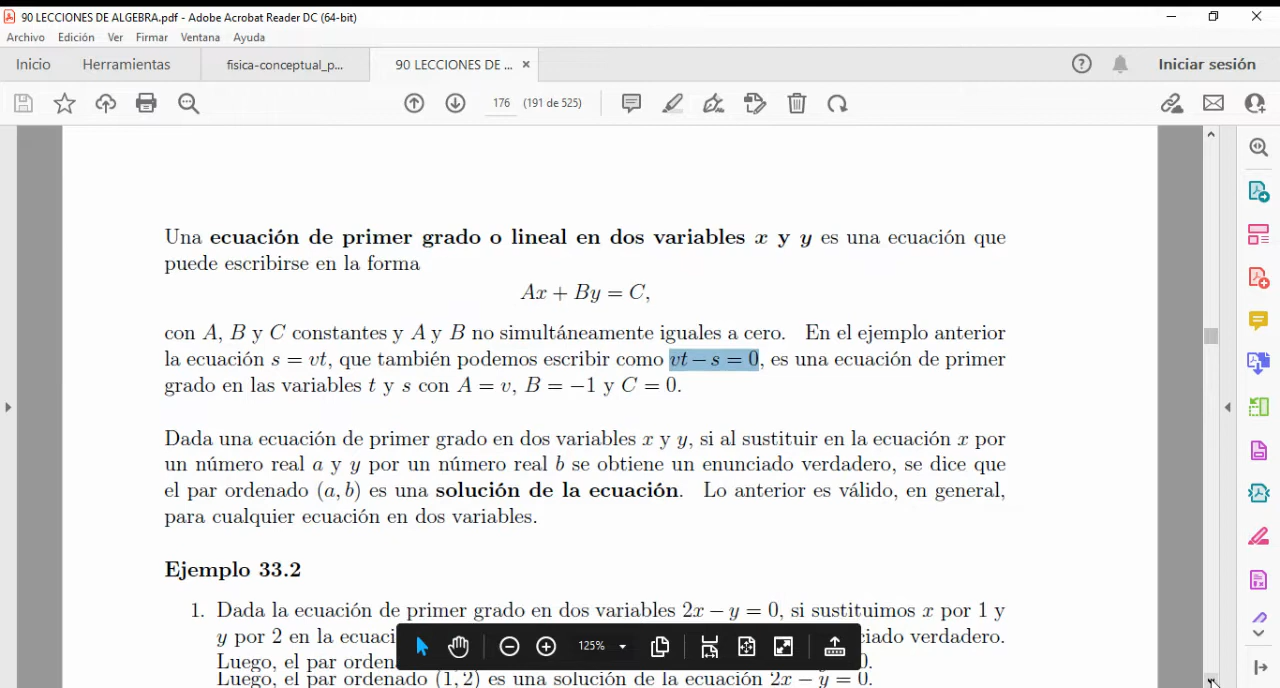 90 LECCIONES DE ALGEBRA.pdf - Adobe Acrobat Reader DC (64-bit)
Archivo Edición Ver Firmar Ventana Ayuda
Inicio Herramientas fisica-conceptual_p... 90 LECCIONES DE ... × Iniciar sesión
176 (191 de 525)
Una ecuación de primer grado o lineal en dos variables x y y es una ecuación que
puede escribirse en la forma
Ax + By = C,
con A, B y C constantes y A y B no simultáneamente iguales a cero. En el ejemplo anterior
la ecuación s = vt, que también podemos escribir como vt − s = 0, es una ecuación de primer
grado en las variables t y s con A = v, B = −1 y C = 0.
Dada una ecuación de primer grado en dos variables x y y, si al sustituir en la ecuación x por
un número real a y y por un número real b se obtiene un enunciado verdadero, se dice que
el par ordenado (a, b) es una solución de la ecuación. Lo anterior es válido, en general,
para cualquier ecuación en dos variables.
Ejemplo 33.2
1. Dada la ecuación de primer grado en dos variables 2x − y = 0, si sustituimos x por 1 y
y por 2 en la ecuaci ciado verdadero.
125%
Luego, el par orden 0.
Luego, el par ordenado (1, 2) es una solución de la ecuación 2x − y = 0.